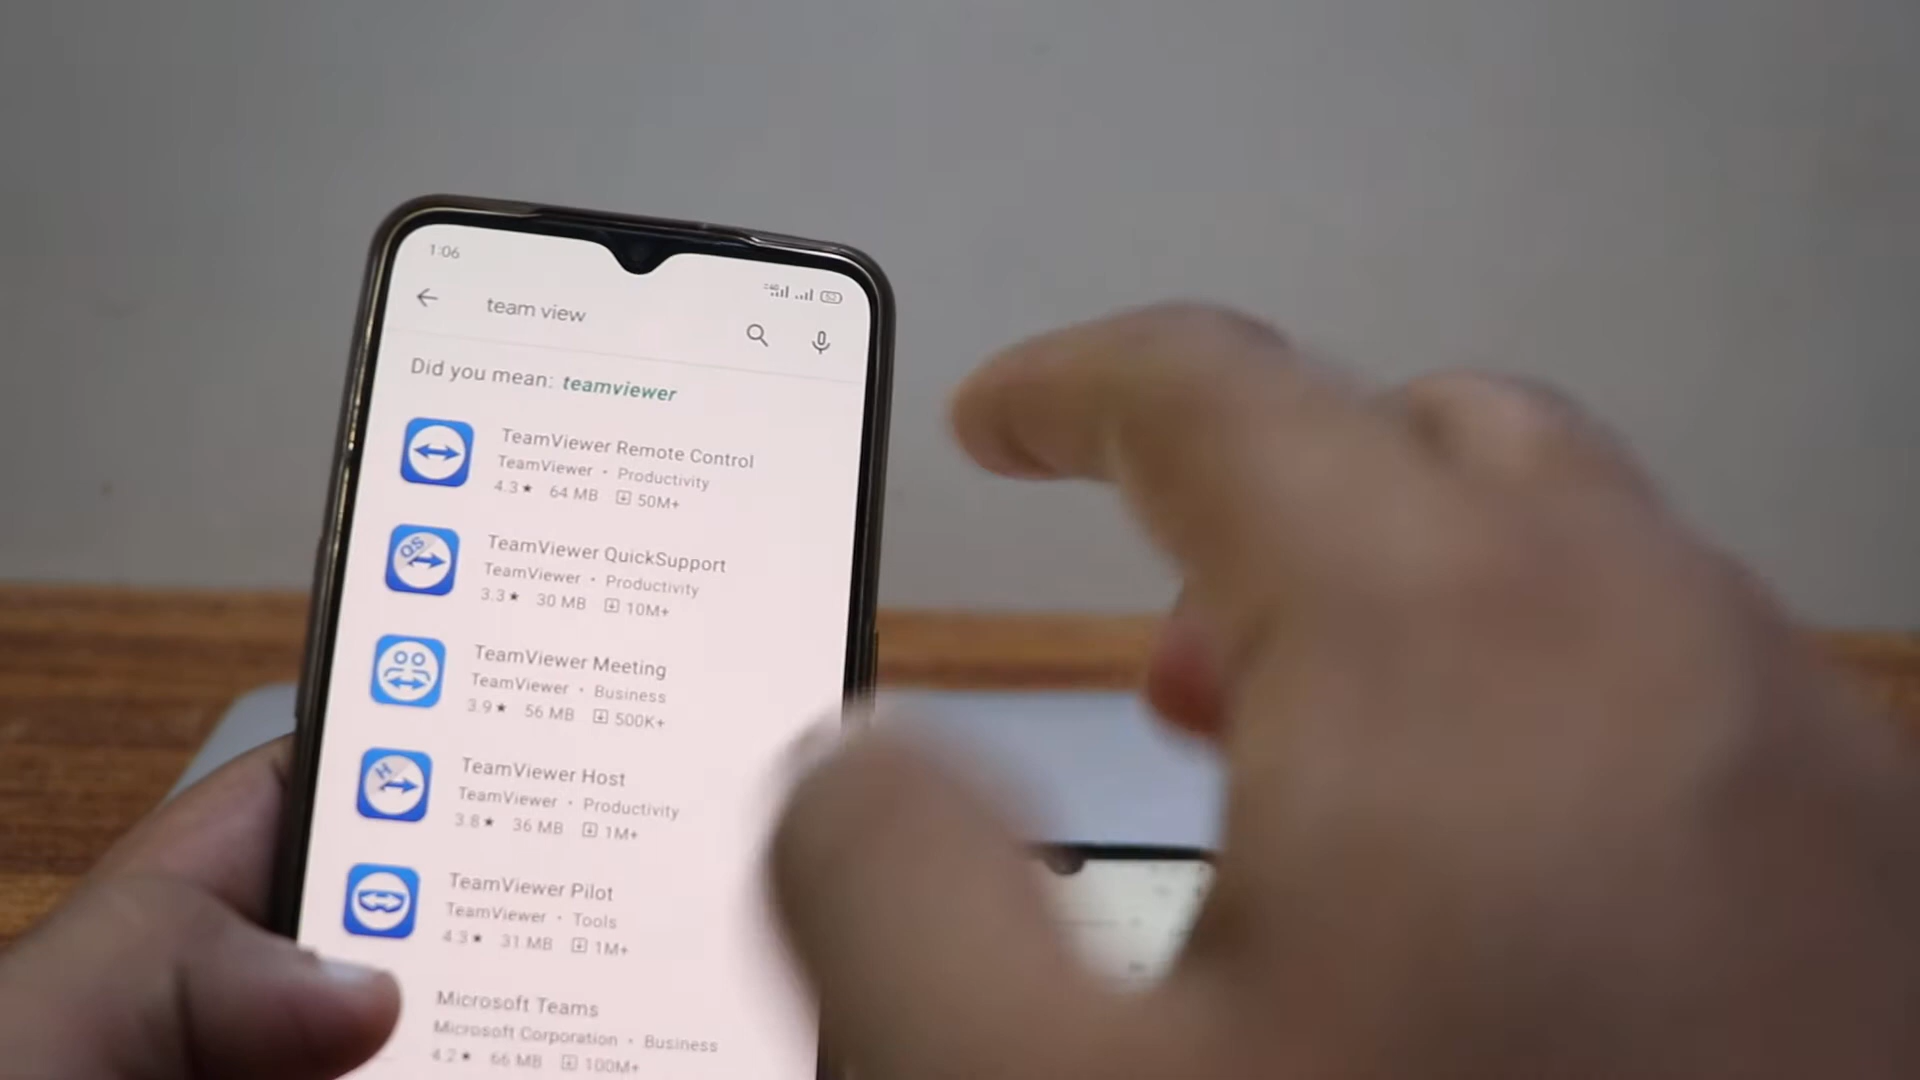 1:06
team view
Did you mean: teamviewer
TeamViewer Remote Control
TeamViewer • Productivity
4.3★ 64 MB 50M+
QS
TeamViewer QuickSupport
TeamViewer • Productivity
3.3★ 30 MB 10M+
TeamViewer Meeting
TeamViewer • Business
3.9★ 56 MB 500K+
H
TeamViewer Host
TeamViewer • Productivity
3.8★ 36 MB 1M+
TeamViewer Pilot
TeamViewer • Tools
4.3★ 31 MB 1M+
Microsoft Teams
Microsoft Corporation • Business
4.2★ 66 MB 100M+